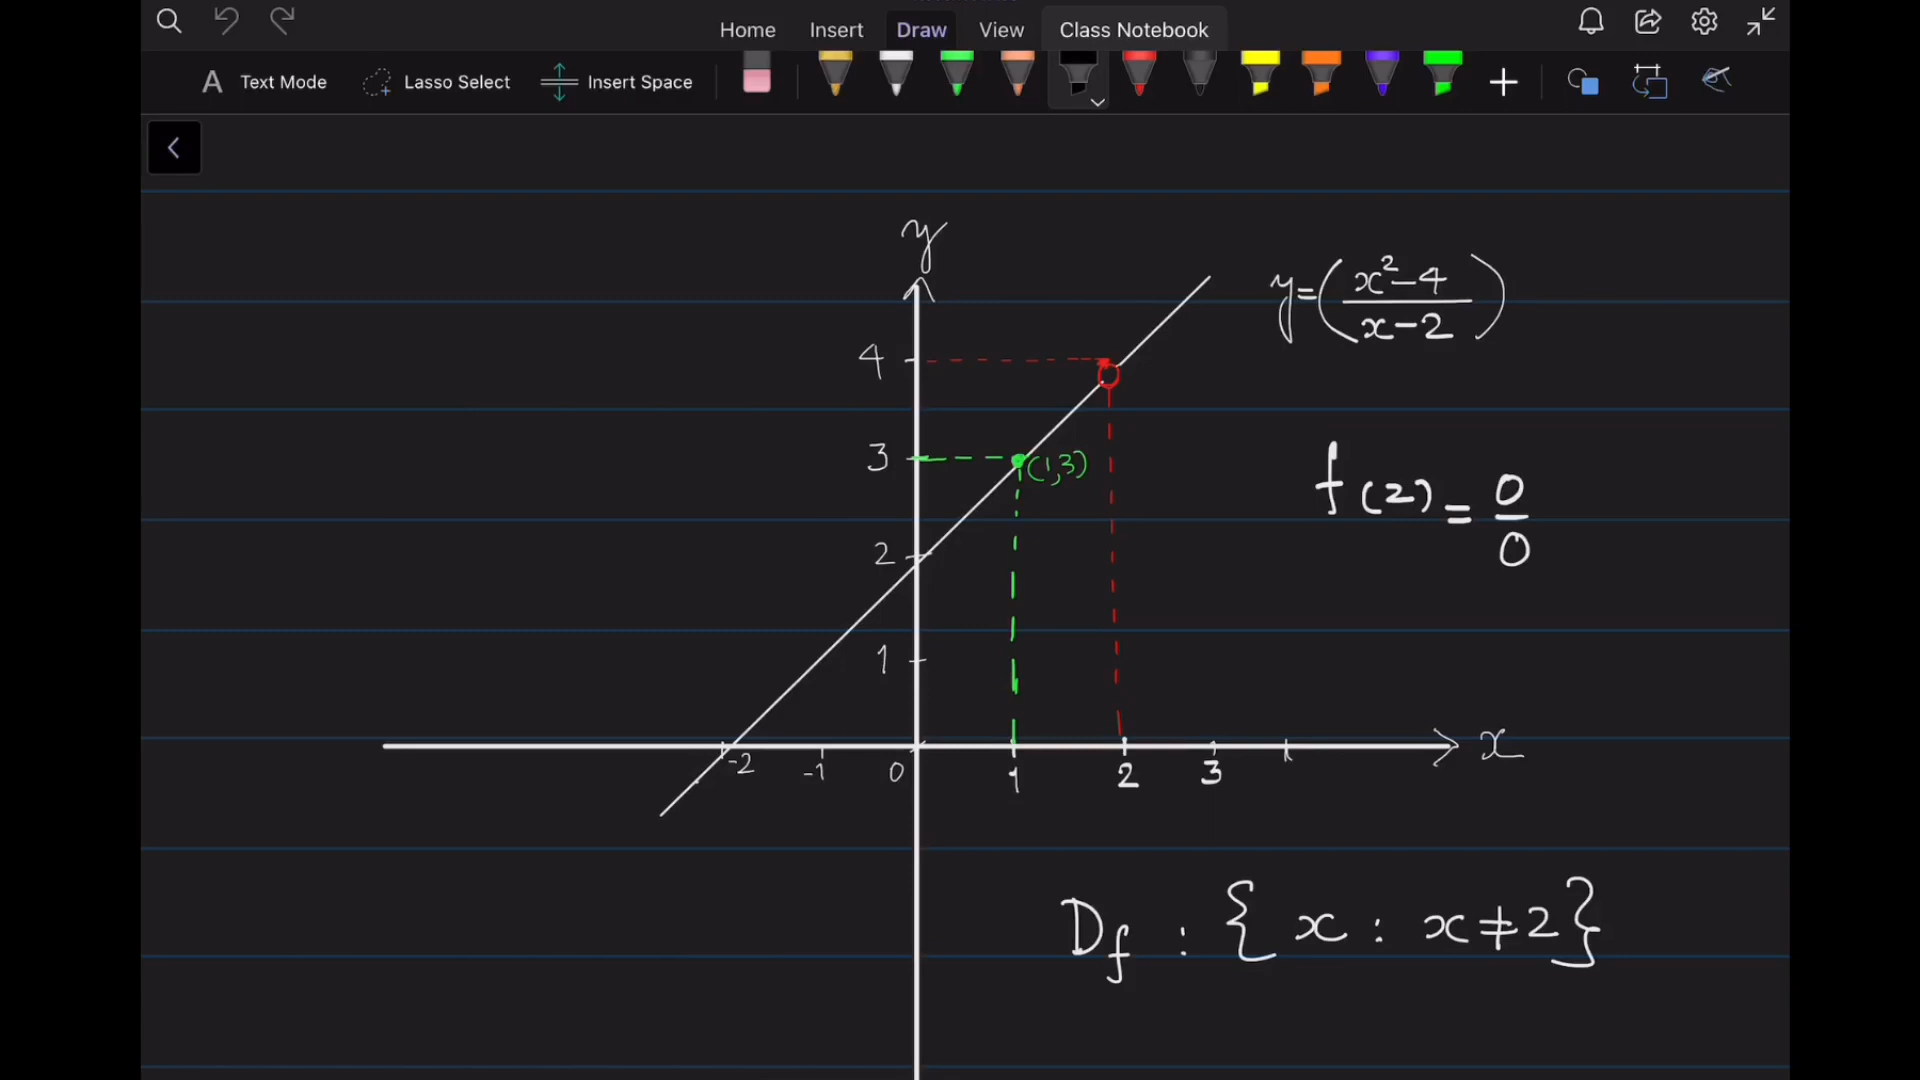 Home Insert Draw View Class Notebook
A Text Mode Lasso Select Insert Space
y
y=(x²-4/x-2)
4
3 (1,3)
f(2) = 0/0
2
1
-2 -1 0 1 2 3 x
Df : { x : x≠2}